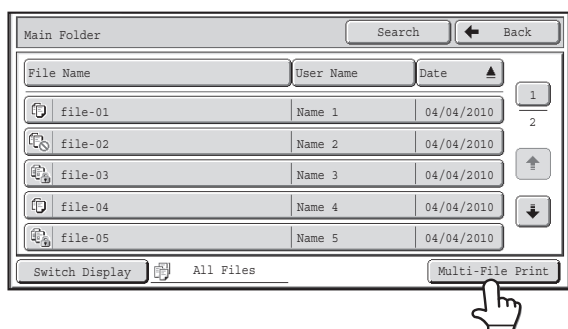 Main Folder Search Back
File Name User Name Date
file-01 Name 1 04/04/2010
file-02 Name 2 04/04/2010
file-03 Name 3 04/04/2010
file-04 Name 4 04/04/2010
file-05 Name 5 04/04/2010
1
2
Switch Display All Files Multi-File Print